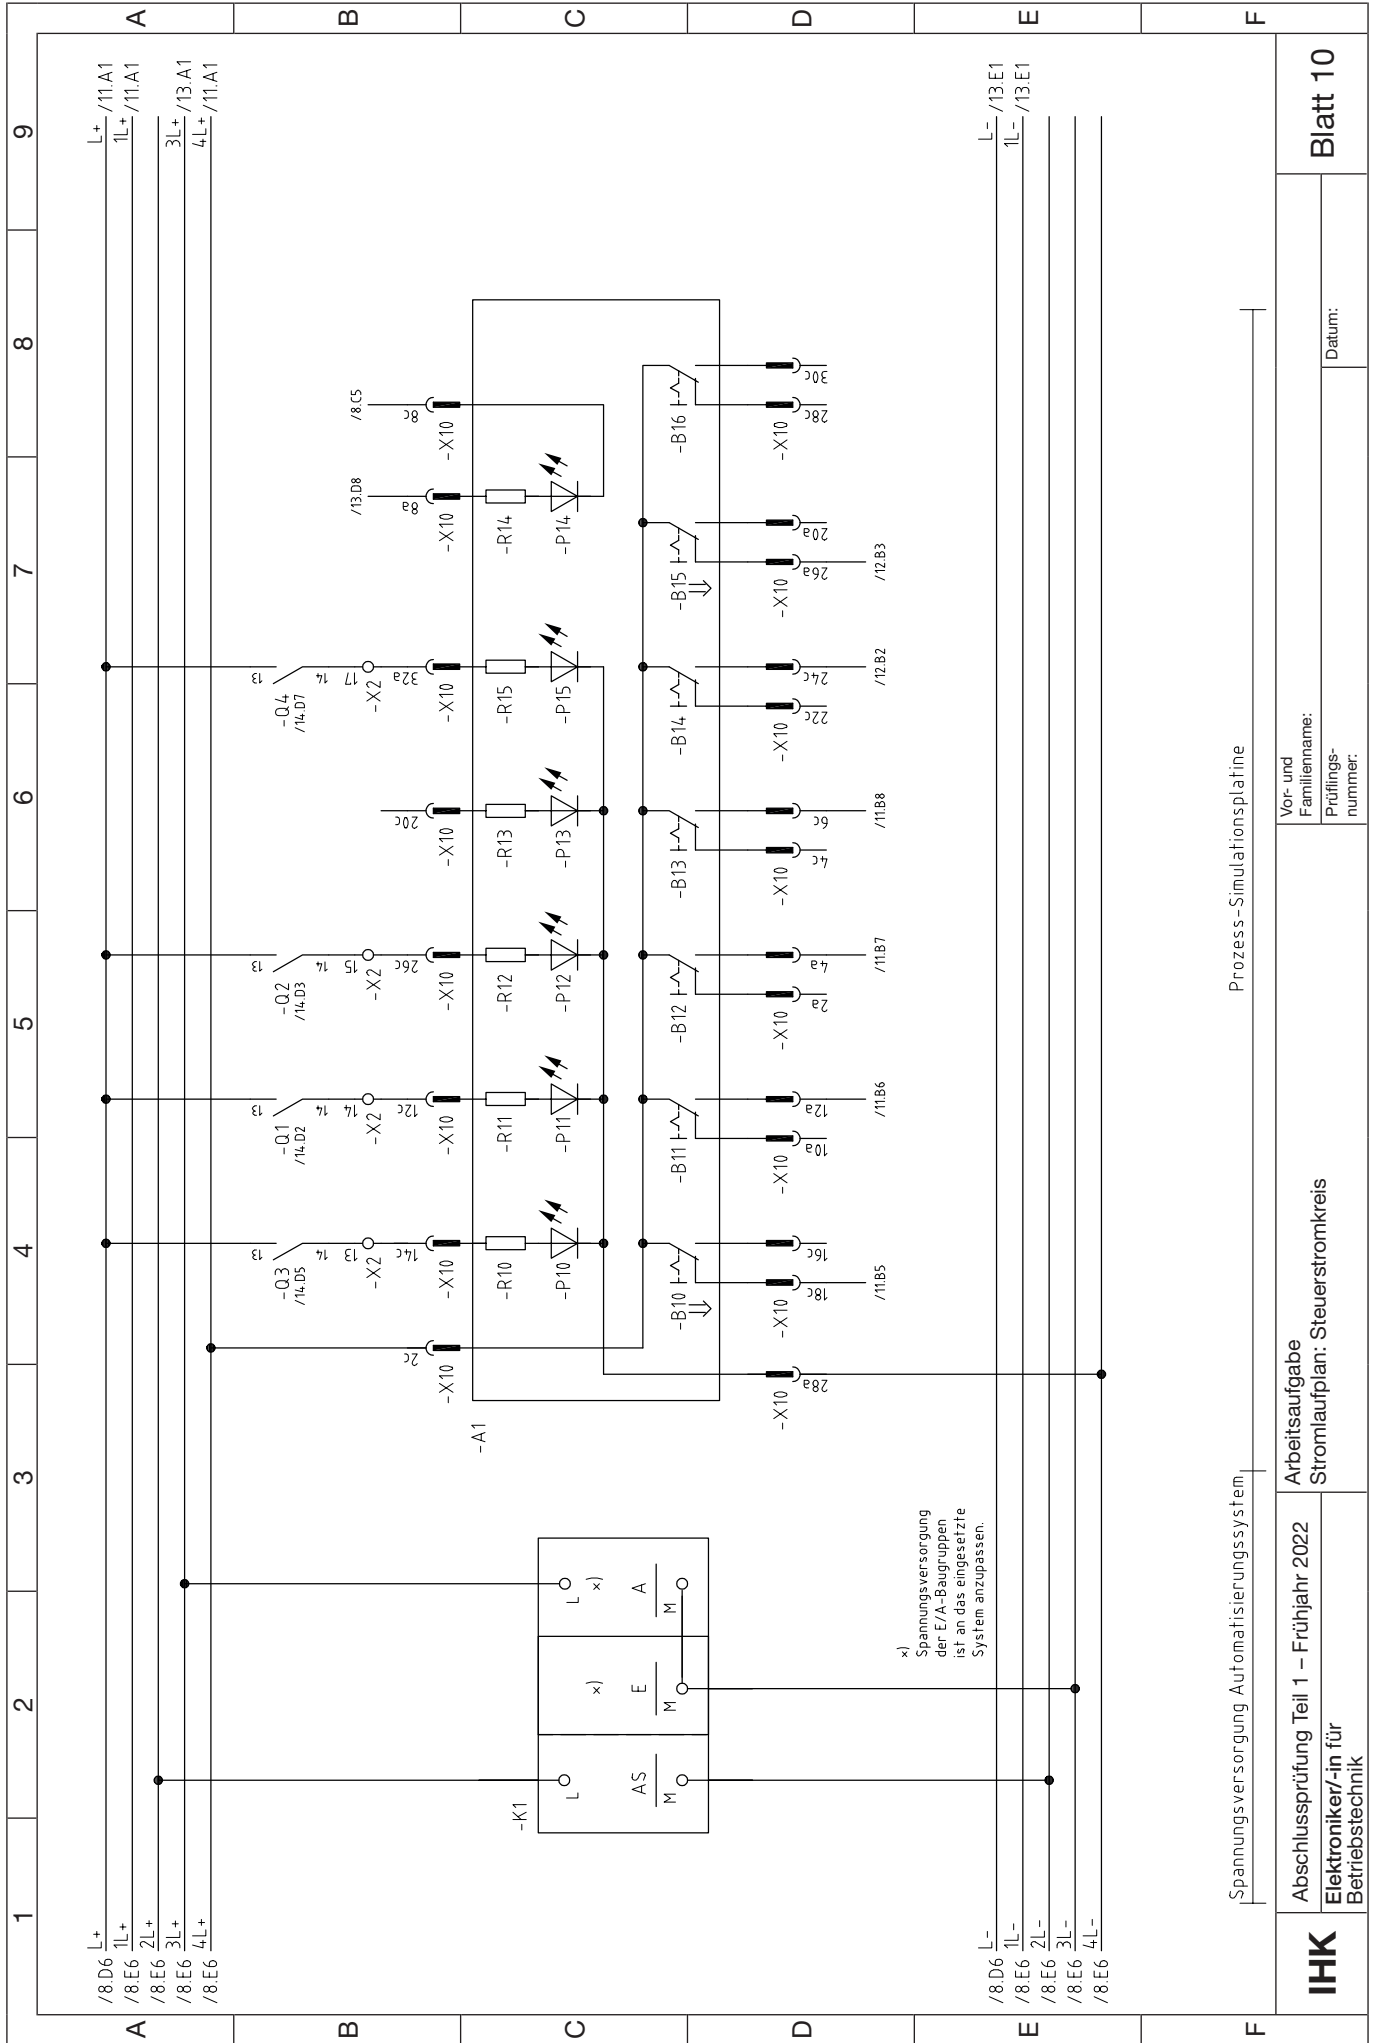 1 2 3 4 5 6 7 8 9
A
B
C
D
E
F
A
B
C
D
E
F
/8.D6 L+
/8.E6 1L+
/8.E6 2L+
/8.E6 3L+
/8.E6 4L+
L+ /11.A1
1L+ /11.A1
3L+ /13.A1
4L+ /11.A1
-Q3
/14.D5
13
14
-Q1
/14.D2
13
14
-Q2
/14.D3
13
14
-Q4
/14.D7
13
14
/13.D8
/8.C5
-X2
13
-X2
14
-X2
15
-X2
17
-X10
2c
-X10
14c
-X10
12c
-X10
26c
-X10
20c
-X10
32a
-X10
8a
-X10
8c
-A1
-R10
-R11
-R12
-R13
-R15
-R14
-P10
-P11
-P12
-P13
-P15
-P14
-K1
L
AS
M
x)
E
M
L
x)
A
M
-B10
-B11
-B12
-B13
-B14
-B15
-B16
-X10
28a
-X10
18c
16c
-X10
10a
12a
-X10
2a
4a
-X10
4c
6c
-X10
22c
24c
-X10
26a
20a
-X10
28c
30c
/11.B5
/11.B6
/11.B7
/11.B8
/12.B2
/12.B3
x)
Spannungsversorgung
der E/A-Baugruppen
ist an das eingesetzte
System anzupassen.
/8.D6 L-
/8.E6 1L-
/8.E6 2L-
/8.E6 3L-
/8.E6 4L-
L- /13.E1
1L- /13.E1
Spannungsversorgung Automatisierungssystem
Prozess-Simulationsplatine
IHK
Abschlussprüfung Teil 1 – Frühjahr 2022
Elektroniker/-in für
Betriebstechnik
Arbeitsaufgabe
Stromlaufplan: Steuerstromkreis
Vor- und
Familienname:
Prüflings-
nummer:
Datum:
Blatt 10